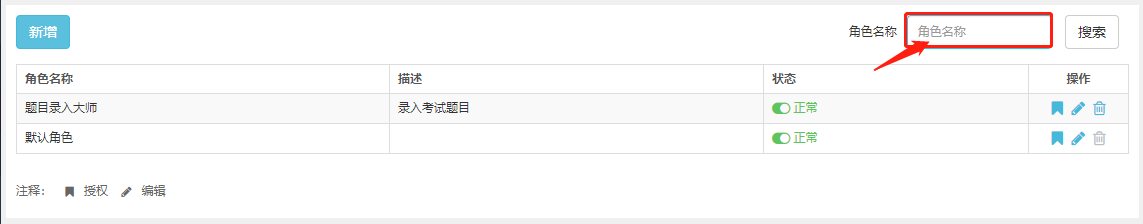 新增 角色名称 角色名称 搜索
角色名称 描述 状态 操作
题目录入大师 录入考试题目 正常
默认角色 正常
注释： 授权 编辑